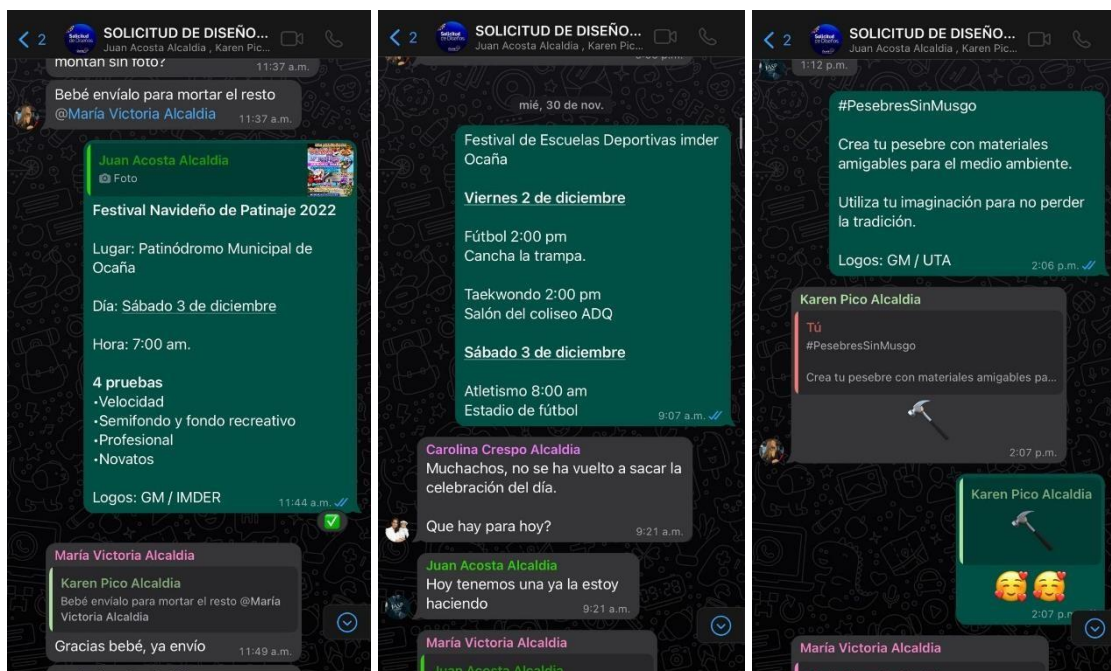 2
SOLICITUD DE DISEÑO...
Juan Acosta Alcaldia , Karen Pic...
montan sin foto?
11:37 a.m.
Bebé envíalo para mortar el resto
@María Victoria Alcaldia
11:37 a.m.
Juan Acosta Alcaldia
Foto
Festival Navideño de Patinaje 2022
Lugar: Patinódromo Municipal de
Ocaña
Día: Sábado 3 de diciembre
Hora: 7:00 am.
4 pruebas
•Velocidad
•Semifondo y fondo recreativo
•Profesional
•Novatos
Logos: GM / IMDER
11:44 a.m.
María Victoria Alcaldia
Karen Pico Alcaldia
Bebé envíalo para mortar el resto @María
Victoria Alcaldia
Gracias bebé, ya envío
11:49 a.m.
2
SOLICITUD DE DISEÑO...
Juan Acosta Alcaldia , Karen Pic...
mié, 30 de nov.
Festival de Escuelas Deportivas imder
Ocaña
Viernes 2 de diciembre
Fútbol 2:00 pm
Cancha la trampa.
Taekwondo 2:00 pm
Salón del coliseo ADQ
Sábado 3 de diciembre
Atletismo 8:00 am
Estadio de fútbol
9:07 a.m.
Carolina Crespo Alcaldia
Muchachos, no se ha vuelto a sacar la
celebración del día.
Que hay para hoy?
9:21 a.m.
Juan Acosta Alcaldia
Hoy tenemos una ya la estoy
haciendo
9:21 a.m.
María Victoria Alcaldia
Juan Acosta Alcaldia
2
SOLICITUD DE DISEÑO...
Juan Acosta Alcaldia , Karen Pic...
1:12 p.m.
#PesebresSinMusgo
Crea tu pesebre con materiales
amigables para el medio ambiente.
Utiliza tu imaginación para no perder
la tradición.
Logos: GM / UTA
2:06 p.m.
Karen Pico Alcaldia
Tú
#PesebresSinMusgo
Crea tu pesebre con materiales amigables pa...
2:07 p.m.
Karen Pico Alcaldia
2:07 p.m.
María Victoria Alcaldia